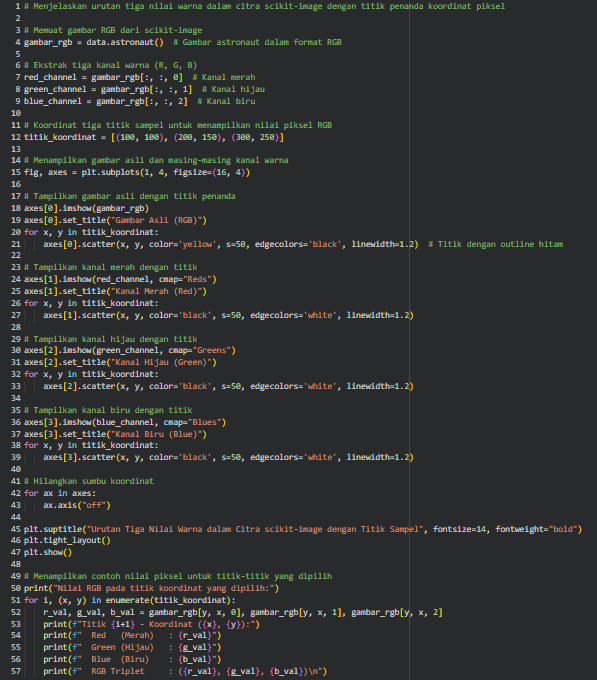 1 # Menjelaskan urutan tiga nilai warna dalam citra scikit-image dengan titik penanda koordinat piksel
2
3 # Memuat gambar RGB dari scikit-image
4 gambar_rgb = data.astronaut()  # Gambar astronaut dalam format RGB
5
6 # Ekstrak tiga kanal warna (R, G, B)
7 red_channel = gambar_rgb[:, :, 0]  # Kanal merah
8 green_channel = gambar_rgb[:, :, 1]  # Kanal hijau
9 blue_channel = gambar_rgb[:, :, 2]  # Kanal biru
10
11 # Koordinat tiga titik sampel untuk menampilkan nilai piksel RGB
12 titik_koordinat = [(100, 100), (200, 150), (300, 250)]
13
14 # Menampilkan gambar asli dan masing-masing kanal warna
15 fig, axes = plt.subplots(1, 4, figsize=(16, 4))
16
17 # Tampilkan gambar asli dengan titik penanda
18 axes[0].imshow(gambar_rgb)
19 axes[0].set_title("Gambar Asli (RGB)")
20 for x, y in titik_koordinat:
21     axes[0].scatter(x, y, color='yellow', s=50, edgecolors='black', linewidth=1.2)  # Titik dengan outline hitam
22
23 # Tampilkan kanal merah dengan titik
24 axes[1].imshow(red_channel, cmap="Reds")
25 axes[1].set_title("Kanal Merah (Red)")
26 for x, y in titik_koordinat:
27     axes[1].scatter(x, y, color='black', s=50, edgecolors='white', linewidth=1.2)
28
29 # Tampilkan kanal hijau dengan titik
30 axes[2].imshow(green_channel, cmap="Greens")
31 axes[2].set_title("Kanal Hijau (Green)")
32 for x, y in titik_koordinat:
33     axes[2].scatter(x, y, color='black', s=50, edgecolors='white', linewidth=1.2)
34
35 # Tampilkan kanal biru dengan titik
36 axes[3].imshow(blue_channel, cmap="Blues")
37 axes[3].set_title("Kanal Biru (Blue)")
38 for x, y in titik_koordinat:
39     axes[3].scatter(x, y, color='black', s=50, edgecolors='white', linewidth=1.2)
40
41 # Hilangkan sumbu koordinat
42 for ax in axes:
43     ax.axis("off")
44
45 plt.suptitle("Urutan Tiga Nilai Warna dalam Citra scikit-image dengan Titik Sampel", fontsize=14, fontweight="bold")
46 plt.tight_layout()
47 plt.show()
48
49 # Menampilkan contoh nilai piksel untuk titik-titik yang dipilih
50 print("Nilai RGB pada titik koordinat yang dipilih:")
51 for i, (x, y) in enumerate(titik_koordinat):
52     r_val, g_val, b_val = gambar_rgb[y, x, 0], gambar_rgb[y, x, 1], gambar_rgb[y, x, 2]
53     print(f"Titik {i+1} - Koordinat ({x}, {y}):")
54     print(f"  Red   (Merah)   : {r_val}")
55     print(f"  Green (Hijau)   : {g_val}")
56     print(f"  Blue  (Biru)    : {b_val}")
57     print(f"  RGB Triplet     : ({r_val}, {g_val}, {b_val})\n")